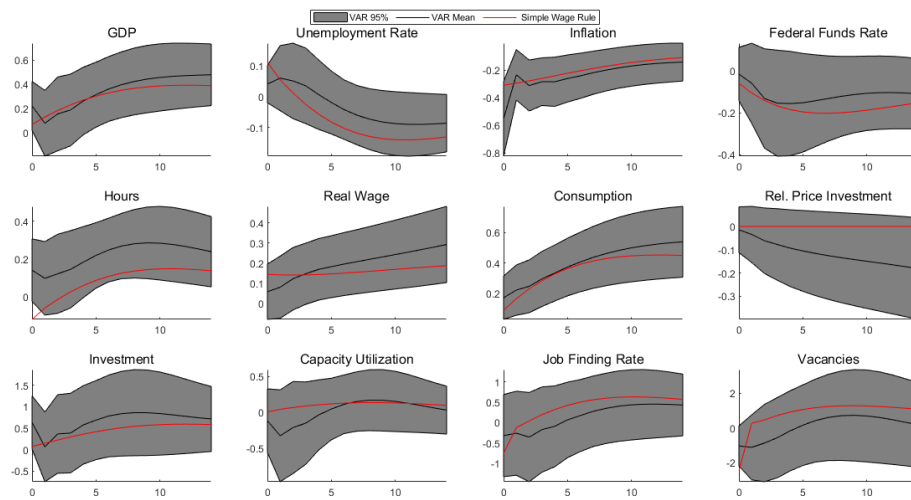 VAR 95% VAR Mean Simple Wage Rule
GDP Unemployment Rate Inflation Federal Funds Rate
0.4
0.2
0
0 5 10
0.1
0
-0.1
0 5 10
-0.2
-0.4
-0.6
-0.8
0 5 10
0
-0.2
-0.4
0 5 10
Hours Real Wage Consumption Rel. Price Investment
0.4
0.2
0
0 5 10
0.4
0.3
0.2
0.1
0
0 5 10
0.6
0.4
0.2
0 5 10
0
-0.1
-0.2
-0.3
0 5 10
Investment Capacity Utilization Job Finding Rate Vacancies
1.5
1
0.5
0
-0.5
0 5 10
0.5
0
-0.5
0 5 10
1
0.5
0
-0.5
-1
0 5 10
2
0
-2
0 5 10